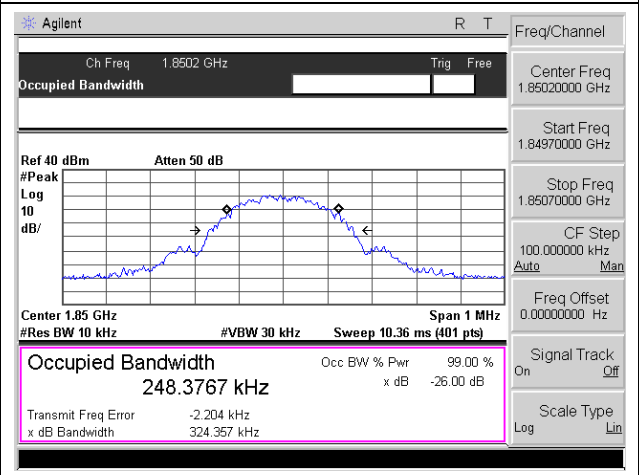 Agilent R T
Ch Freq 1.8502 GHz Trig Free
Occupied Bandwidth
Ref 40 dBm Atten 50 dB
#Peak
Log
10
dB/
Center 1.85 GHz Span 1 MHz
#Res BW 10 kHz #VBW 30 kHz Sweep 10.36 ms (401 pts)
Occupied Bandwidth Occ BW % Pwr 99.00 %
248.3767 kHz x dB -26.00 dB
Transmit Freq Error -2.204 kHz
x dB Bandwidth 324.357 kHz
Freq/Channel
Center Freq
1.85020000 GHz
Start Freq
1.84970000 GHz
Stop Freq
1.85070000 GHz
CF Step
100.000000 kHz
Auto Man
Freq Offset
0.00000000 Hz
Signal Track
On Off
Scale Type
Log Lin